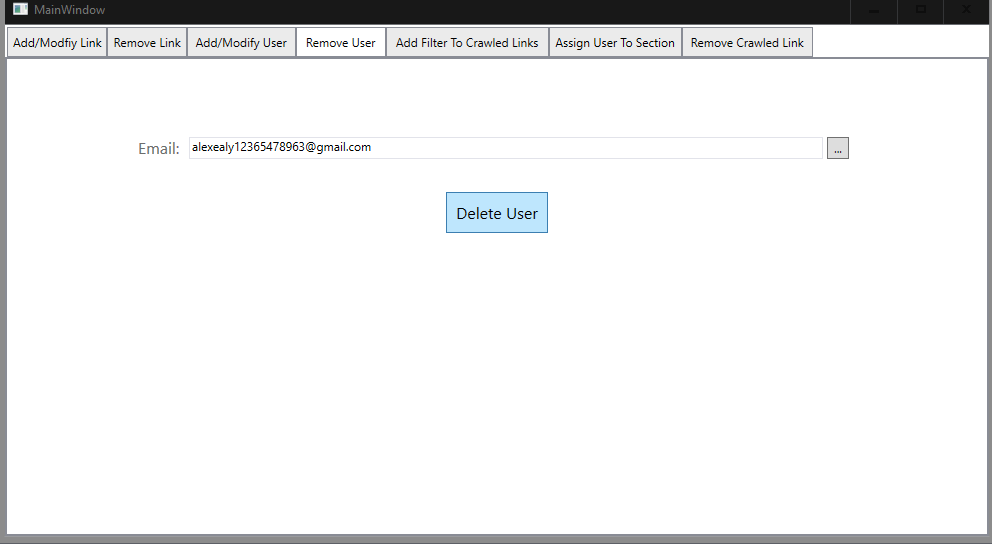 MainWindow
Add/Modfiy Link Remove Link Add/Modify User Remove User Add Filter To Crawled Links Assign User To Section Remove Crawled Link
Email: alexealy12365478963@gmail.com ...
Delete User